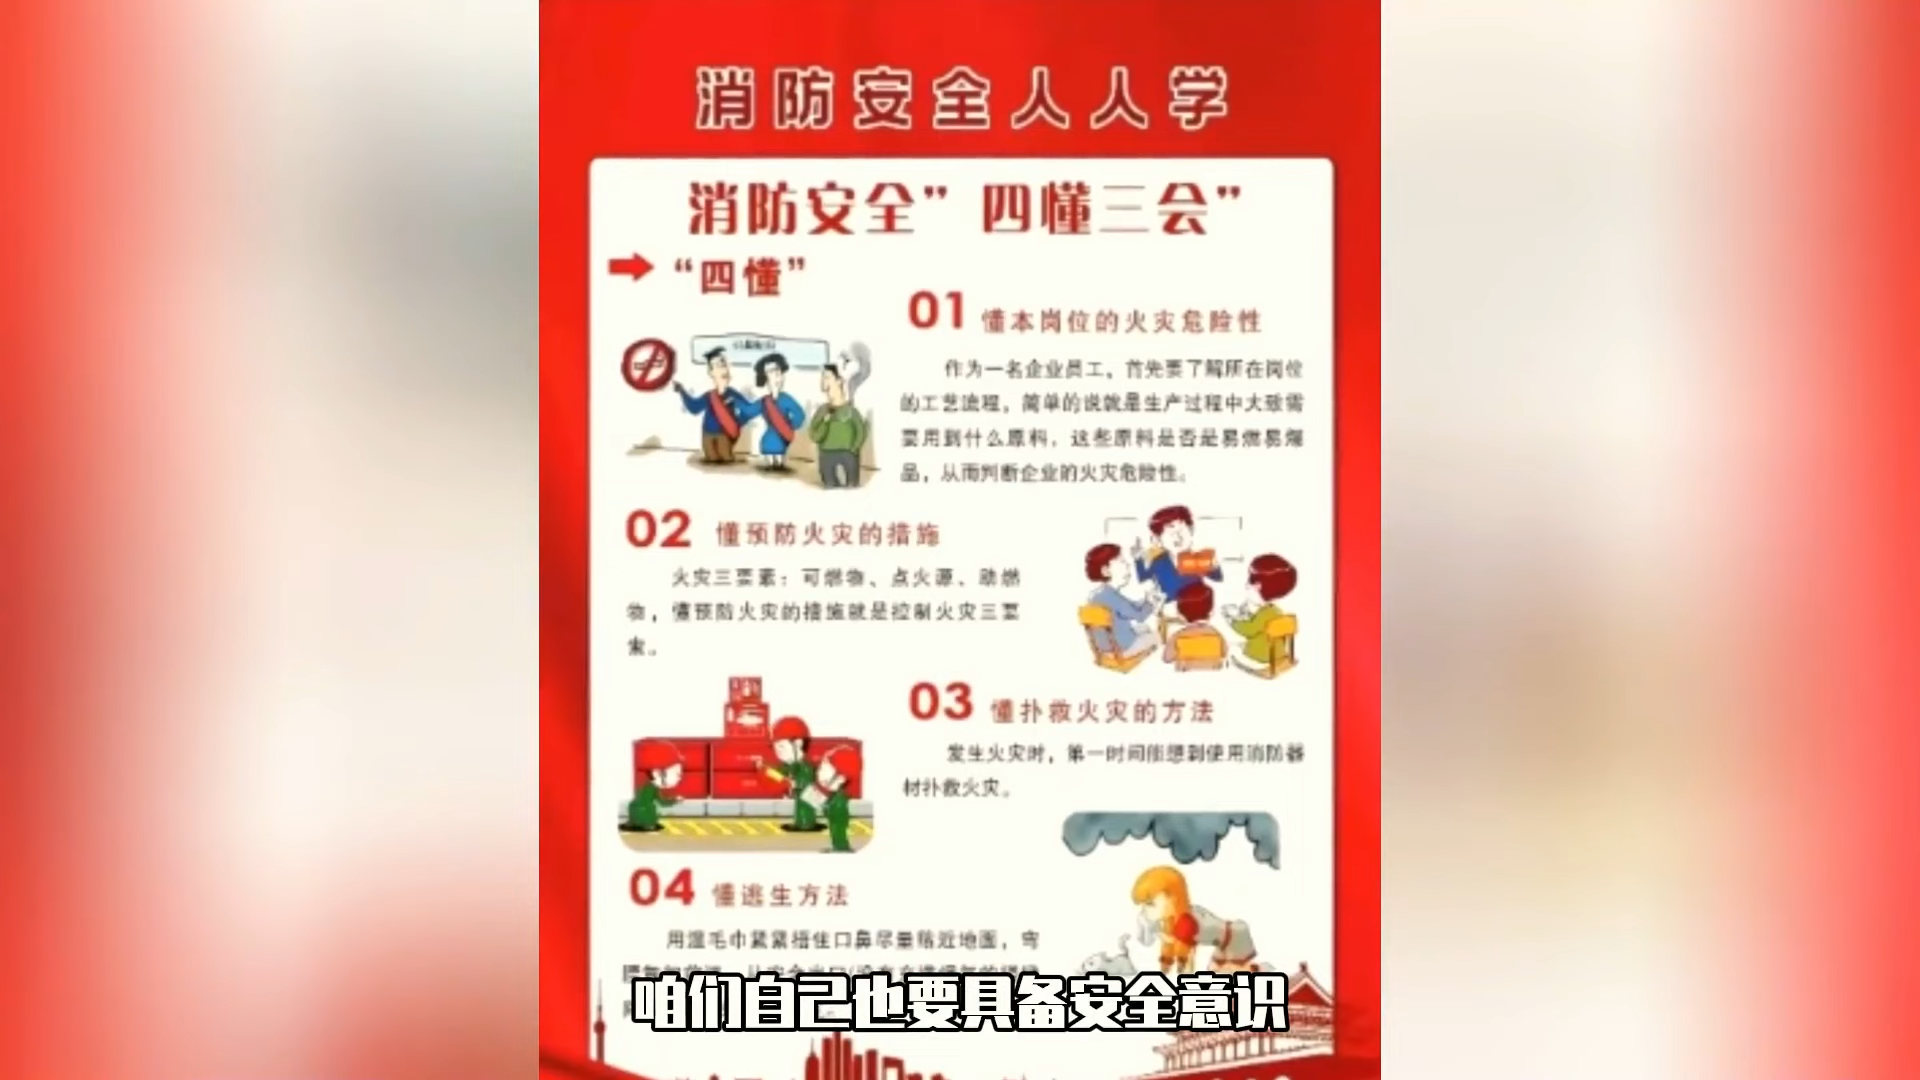 消防安全人人学
消防安全”四懂三会”
“四懂”
01 懂本岗位的火灾危险性
作为一名企业员工，首先要了解所在岗位
的工艺流程，简单的说就是生产过程中大致需
要用到什么原料，这些原料是否是易燃易爆
品，从而判断企业的火灾危险性。
02 懂预防火灾的措施
火灾三要素：可燃物、点火源、助燃
物，懂预防火灾的措施就是控制火灾三要
素。
03 懂扑救火灾的方法
发生火灾时，第一时间能想到使用消防器
材扑救火灾。
04 懂逃生方法
用湿毛巾紧紧捂住口鼻尽量贴近地面，弯
咱们自己也要具备安全意识